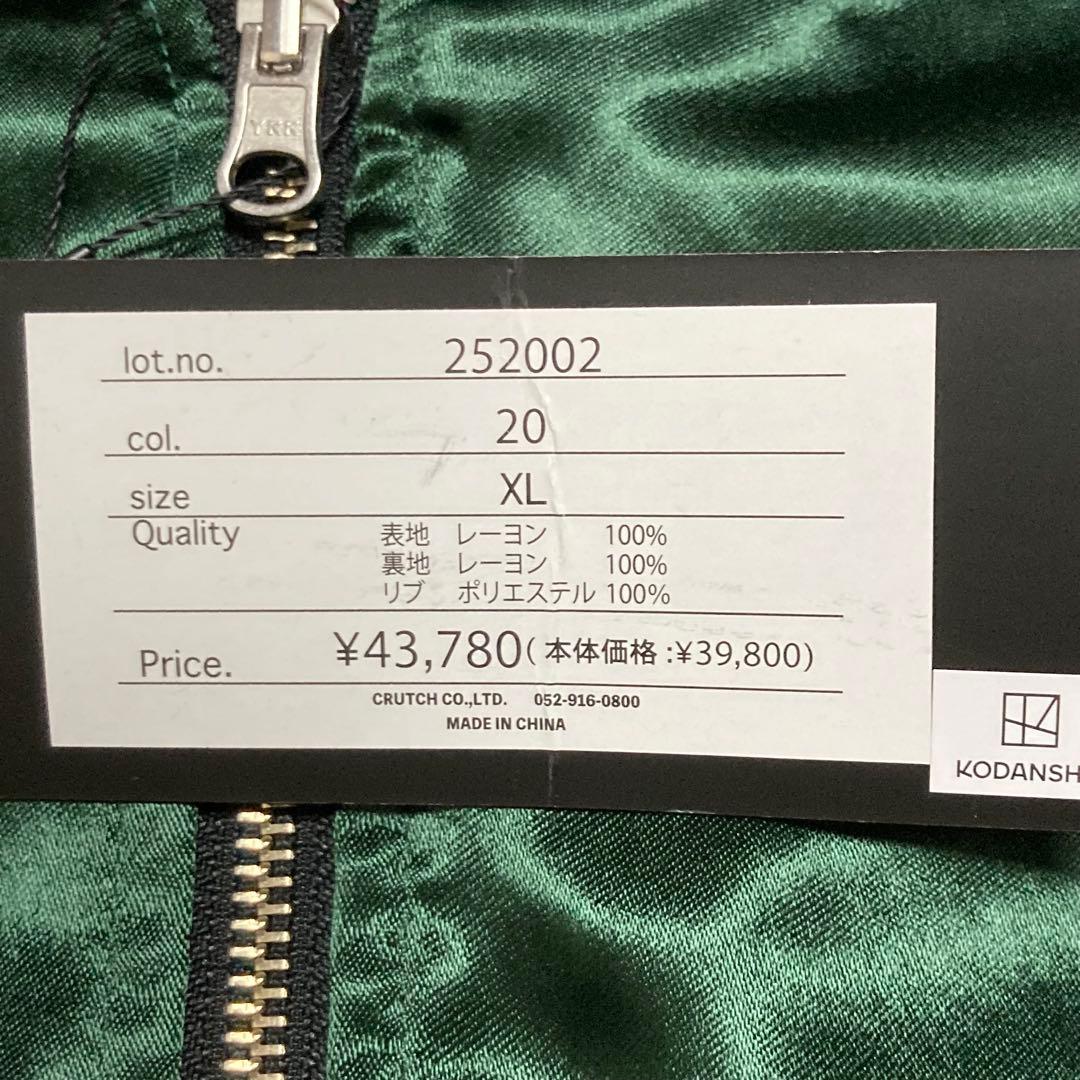 YKK
lot.no. 252002
col. 20
size XL
Quality 表地 レーヨン 100%
裏地 レーヨン 100%
リブ ポリエステル 100%
Price. ¥43,780(本体価格:¥39,800)
CRUTCH CO.,LTD. 052-916-0800
MADE IN CHINA
KODANSH